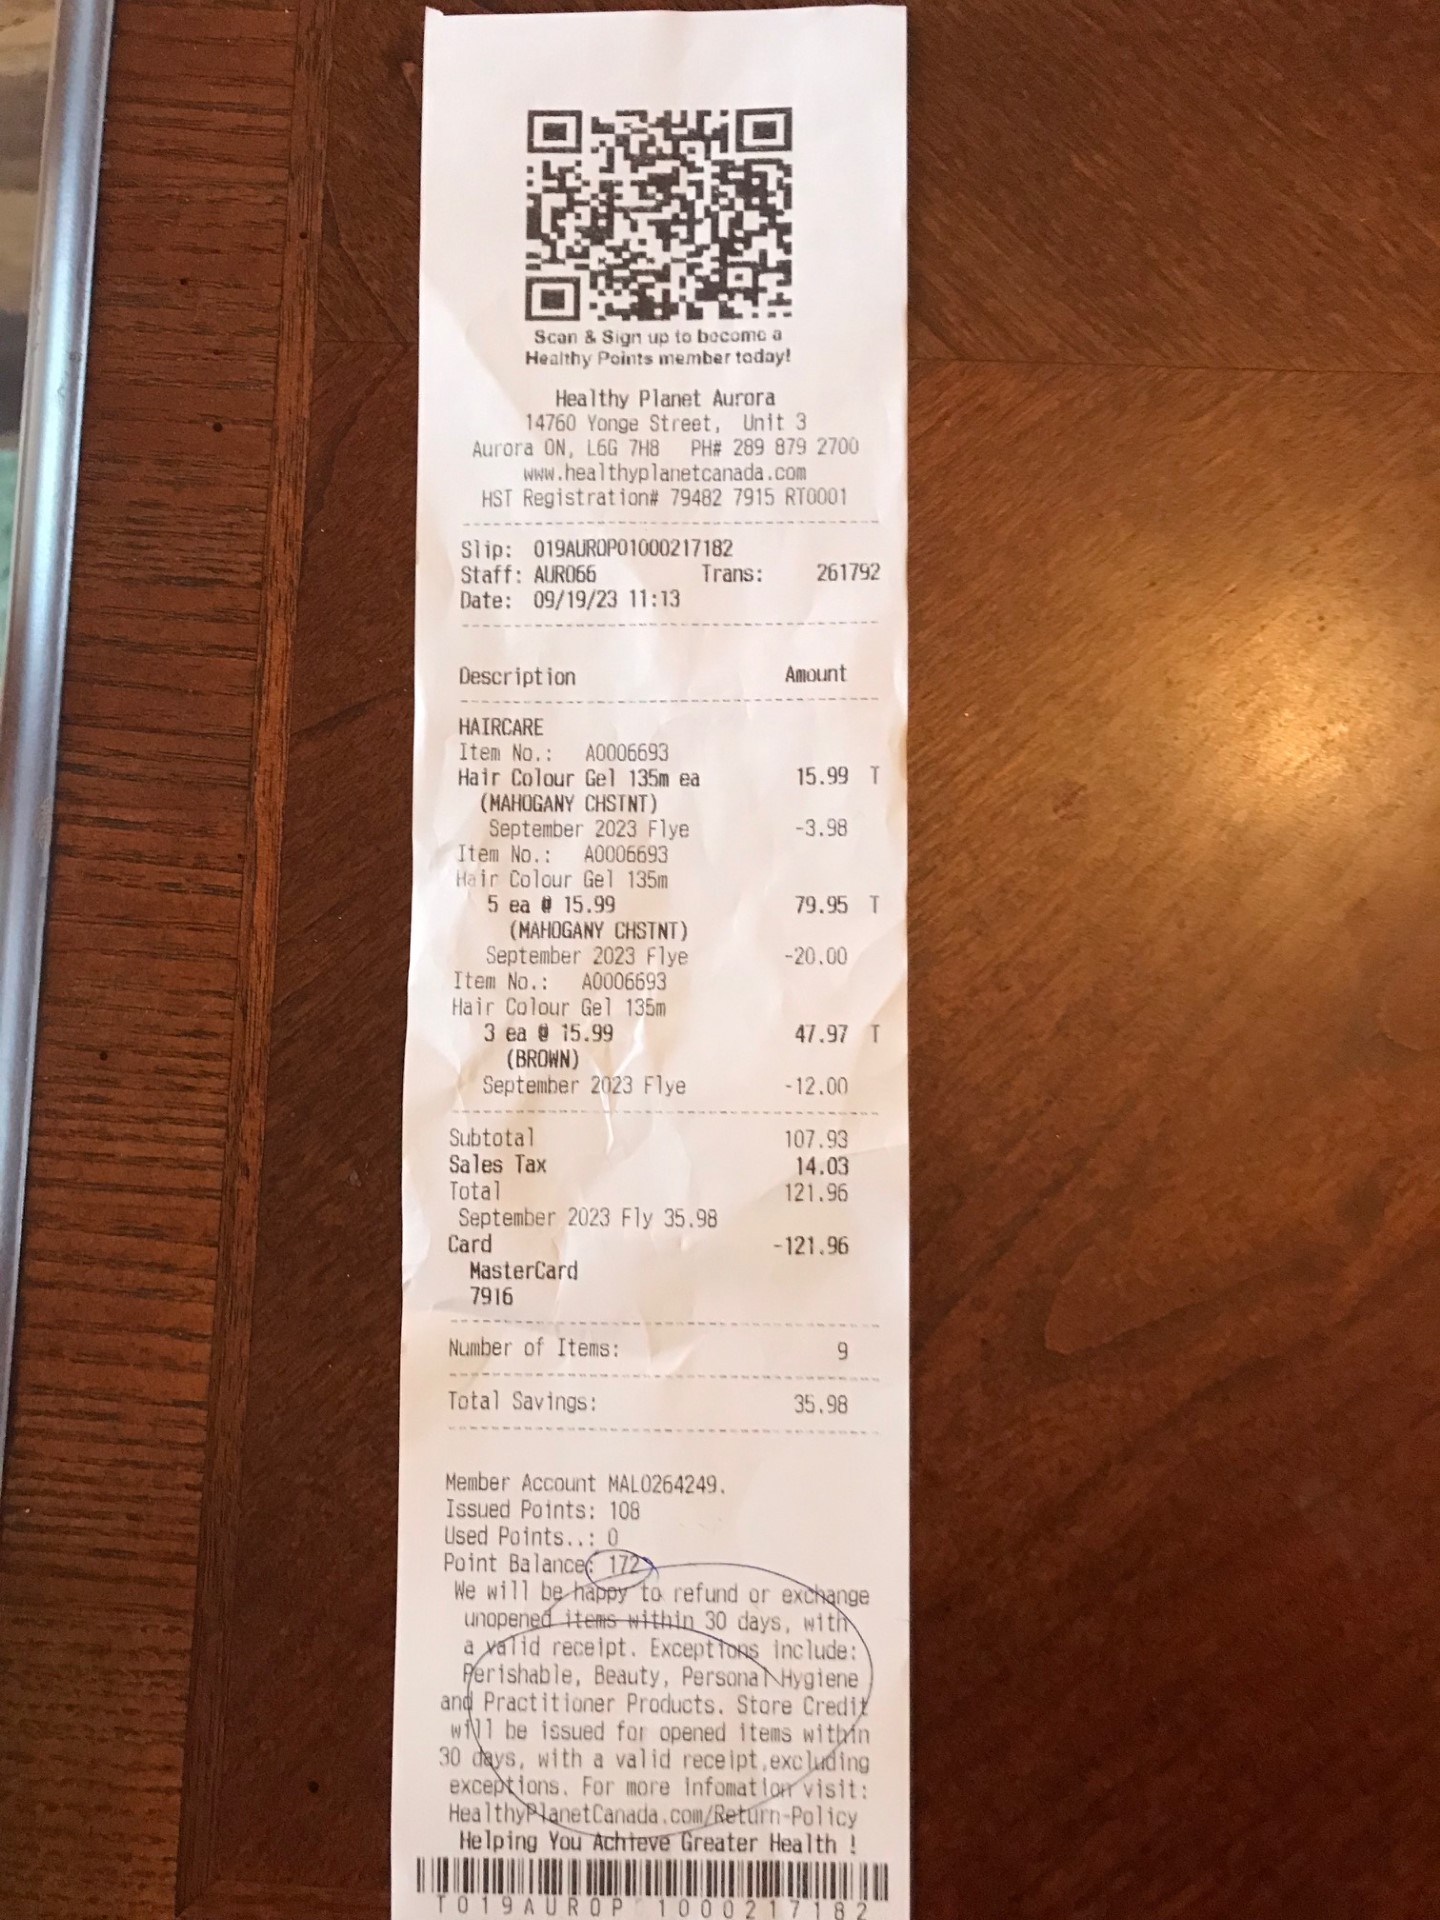 Scan & Sign up to become a
Healthy Points member today!
Healthy Planet Aurora
14760 Yonge Street, Unit 3
Aurora ON, L6G 7H8 PH# 289 879 2700
www.healthyplanetcanada.com
HST Registration# 79482 7915 RT0001
Slip: 019AUROP01000217182
Staff: AURO66 Trans: 261792
Date: 09/19/23 11:13
Description Amount
HAIRCARE
Item No.: A0006693
Hair Colour Gel 135m ea 15.99 T
(MAHOGANY CHSTNT)
September 2023 Flye -3.98
Item No.: A0006693
Hair Colour Gel 135m
5 ea @ 15.99 79.95 T
(MAHOGANY CHSTNT)
September 2023 Flye -20.00
Item No.: A0006693
Hair Colour Gel 135m
3 ea @ 15.99 47.97 T
(BROWN)
September 2023 Flye -12.00
Subtotal 107.93
Sales Tax 14.03
Total 121.96
September 2023 Fly 35.98
Card -121.96
MasterCard
7916
Number of Items: 9
Total Savings: 35.98
Member Account MAL0264249.
Issued Points: 108
Used Points..: 0
Point Balance: 172
We will be happy to refund or exchange
unopened items within 30 days, with
a valid receipt. Exceptions include:
Perishable, Beauty, Personal Hygiene
and Practitioner Products. Store Credit
will be issued for opened items within
30 days, with a valid receipt,excluding
exceptions. For more Infomation visit:
HealthyPlanetCanada.com/Return-Policy
Helping You Achieve Greater Health !
T019AUROP 1000217182